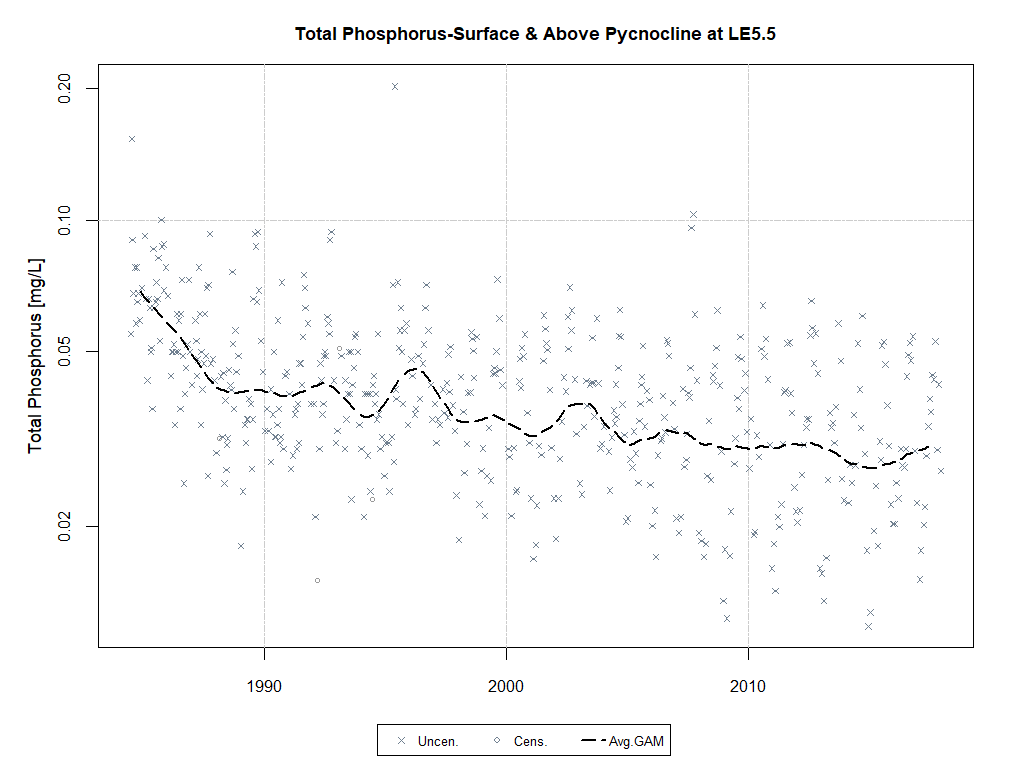 Total Phosphorus-Surface & Above Pycnocline at LE5.5
Total Phosphorus [mg/L]
0.20
0.10
0.05
0.02
1990
2000
2010
Uncen.
Cens.
Avg.GAM